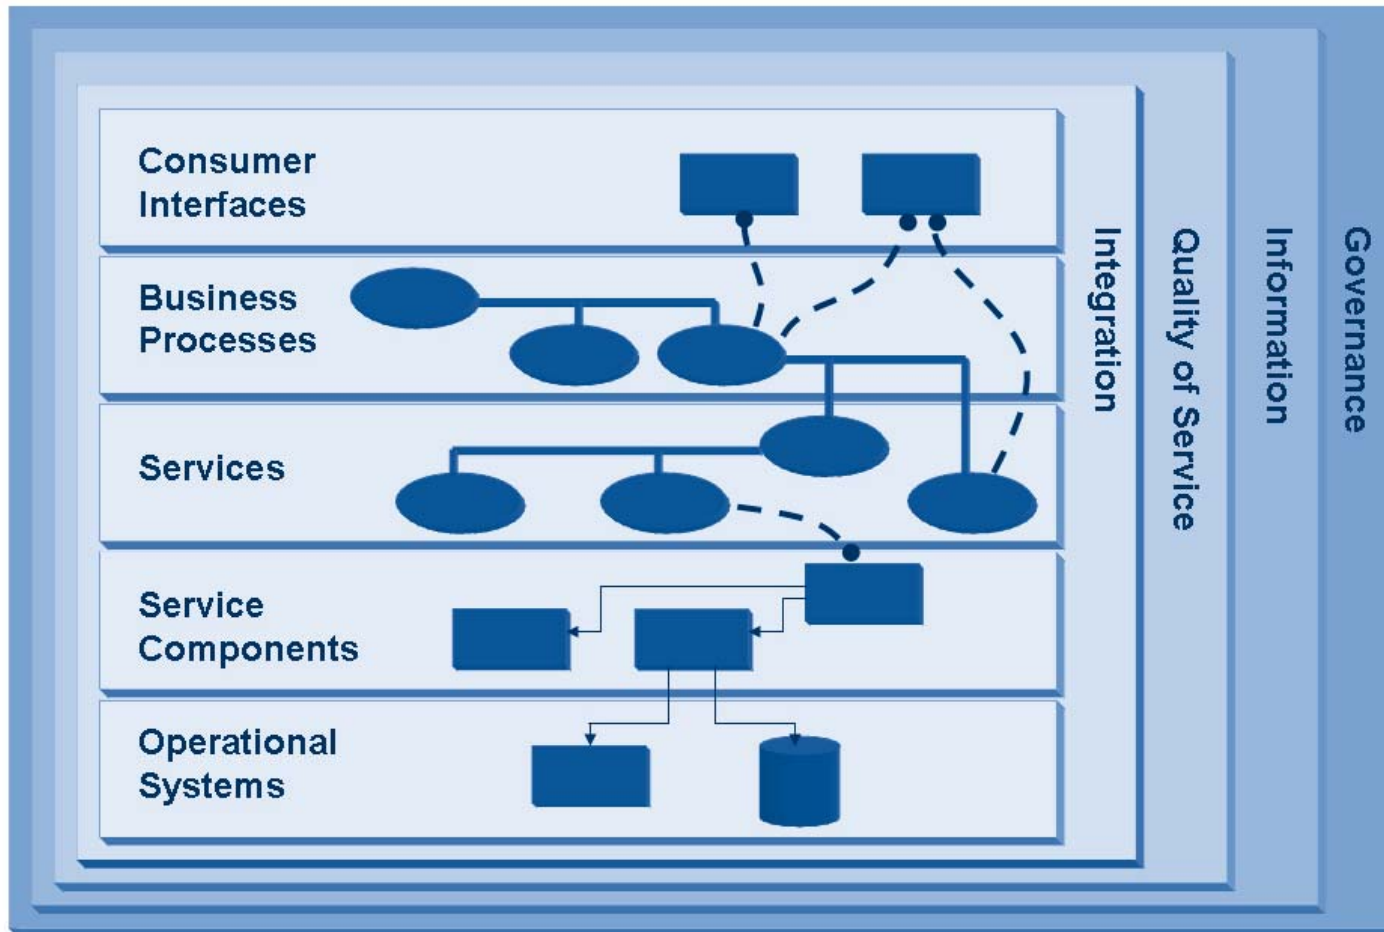 Consumer
Interfaces
Business
Processes
Services
Service
Components
Operational
Systems
Integration
Quality of Service
Information
Governance